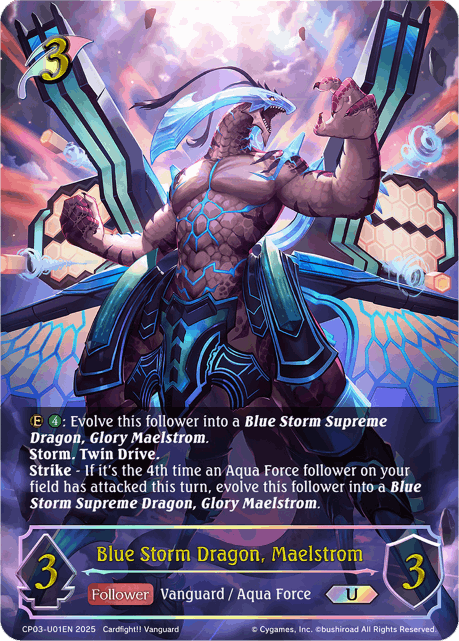 3
E 4: Evolve this follower into a Blue Storm Supreme
Dragon, Glory Maelstrom.
Storm. Twin Drive.
Strike - If it's the 4th time an Aqua Force follower on your
field has attacked this turn, evolve this follower into a Blue
Storm Supreme Dragon, Glory Maelstrom.
Blue Storm Dragon, Maelstrom
3
Follower Vanguard / Aqua Force U
3
CP03-U01EN 2025 Cardfight!! Vanguard © Cygames, Inc. ©bushiroad All Rights Reserved.